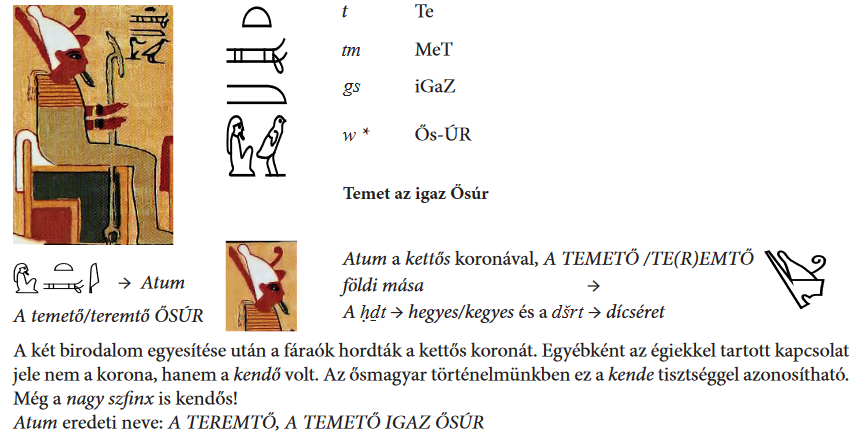 t Te
tm MeT
gs iGaZ
w * Ős-ÚR
Temet az igaz Ősúr
→ Atum
A temető/teremtő ŐSÚR
Atum a kettős koronával, A TEMETŐ /TE(R)EMTŐ
földi mása →
A ḥḏt → hegyes/kegyes és a dšrt → dícséret
A két birodalom egyesítése után a fáraók hordták a kettős koronát. Egyébként az égiekkel tartott kapcsolat
jele nem a korona, hanem a kendő volt. Az ősmagyar történelmünkben ez a kende tisztséggel azonosítható.
Még a nagy szfinx is kendős!
Atum eredeti neve: A TEREMTŐ, A TEMETŐ IGAZ ŐSÚR